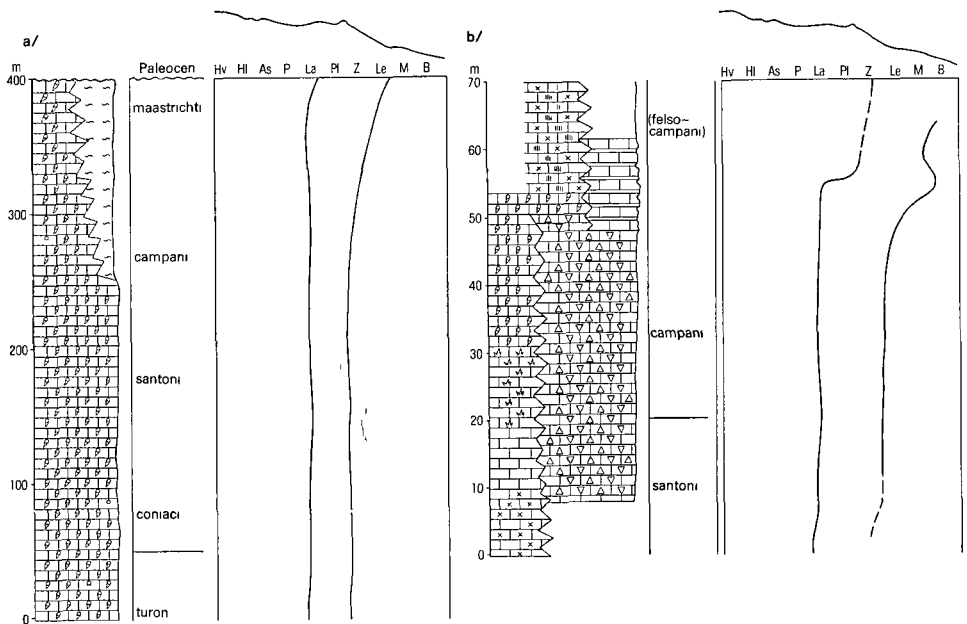 a/
m
Paleocen
Hv Hl As P La Pl Z Le M B
400
maastrichti
300
campani
200
santoni
100
coniaci
turon
0
b/
m
Hv Hl As P La Pl Z Le M B
70
(felso-
campani)
60
50
40
campani
30
20
santoni
10
0